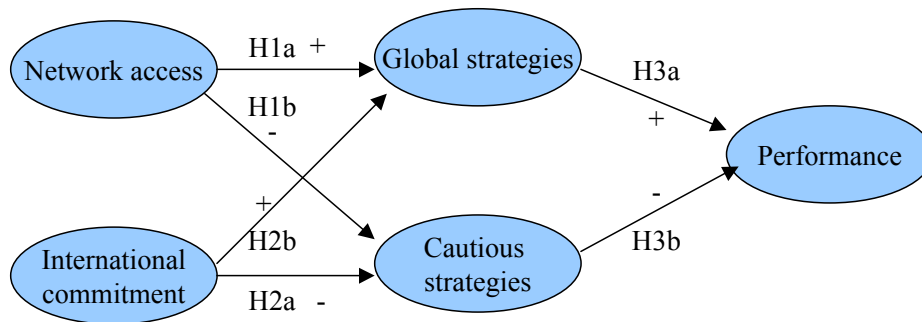 Network access
H1a +
Global strategies
H3a
+
H1b
-
Performance
+
H2b
-
H3b
International
commitment
H2a -
Cautious
strategies